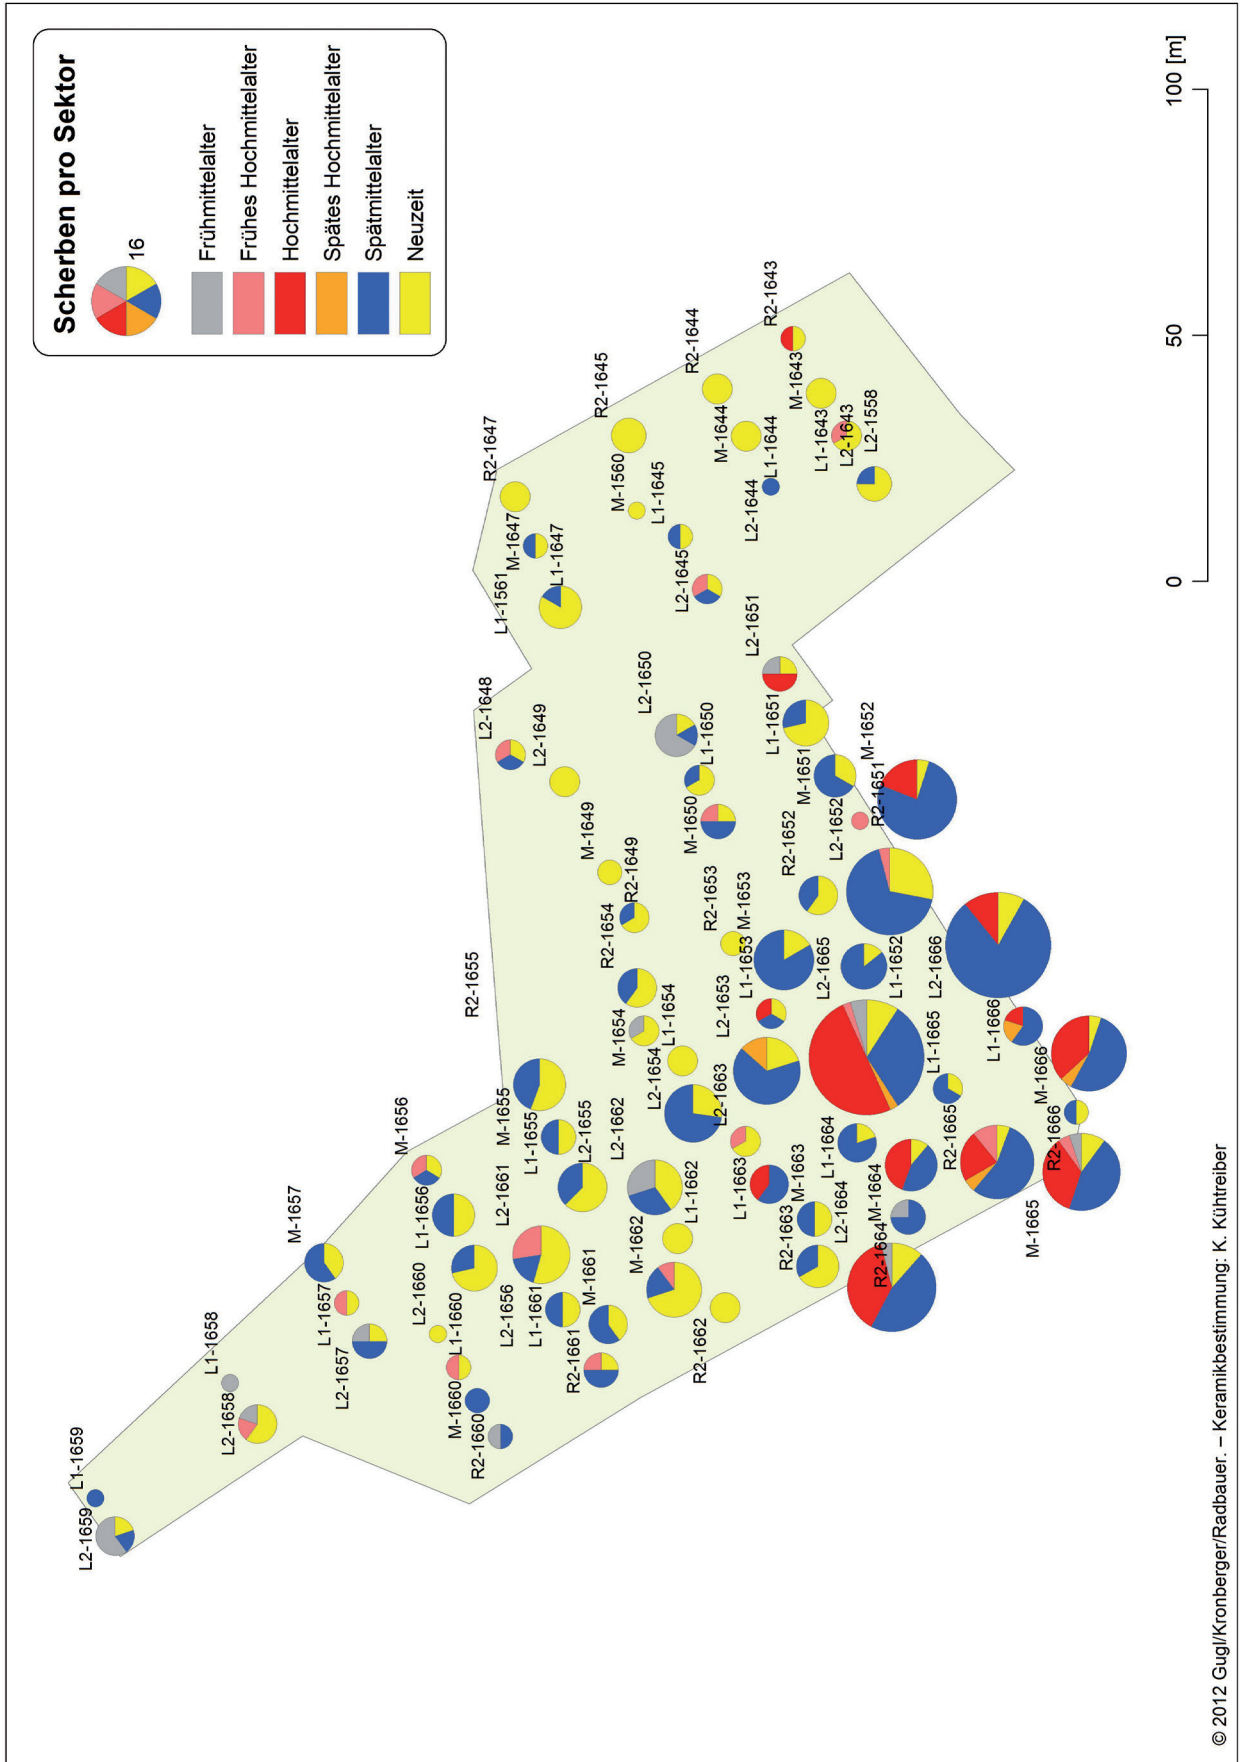 Scherben pro Sektor
16
Frühmittelalter
Frühes Hochmittelalter
Hochmittelalter
Spätes Hochmittelalter
Spätmittelalter
Neuzeit
L2-1659
L1-1659
L2-1658
L1-1658
L2-1657
L1-1657
M-1657
R2-1660
M-1660
L1-1660
L2-1660
L1-1656
M-1656
R2-1661
M-1661
L1-1661
L2-1656
L2-1661
L2-1655
L1-1655
M-1655
R2-1655
R2-1662
M-1662
L1-1662
L2-1662
L2-1654
L1-1654
M-1654
R2-1654
R2-1649
M-1649
L2-1649
L2-1648
R2-1664
M-1664
L2-1664
R2-1663
M-1663
L1-1663
L1-1664
L2-1663
L2-1653
L1-1653
M-1653
R2-1653
M-1650
L1-1650
L2-1650
M-1665
R2-1666
R2-1665
M-1666
L1-1665
L1-1666
L2-1666
L2-1665
L1-1652
R2-1652
L2-1652
R2-1651
M-1652
M-1651
L1-1651
L2-1651
L1-1561
L1-1647
M-1647
R2-1647
L2-1645
L1-1645
M-1560
R2-1645
L2-1644
L1-1644
M-1644
R2-1644
L2-1558
L2-1643
L1-1643
M-1643
R2-1643
0
50
100 [m]
© 2012 Gugl/Kronberger/Radbauer. – Keramikbestimmung: K. Kühtreiber